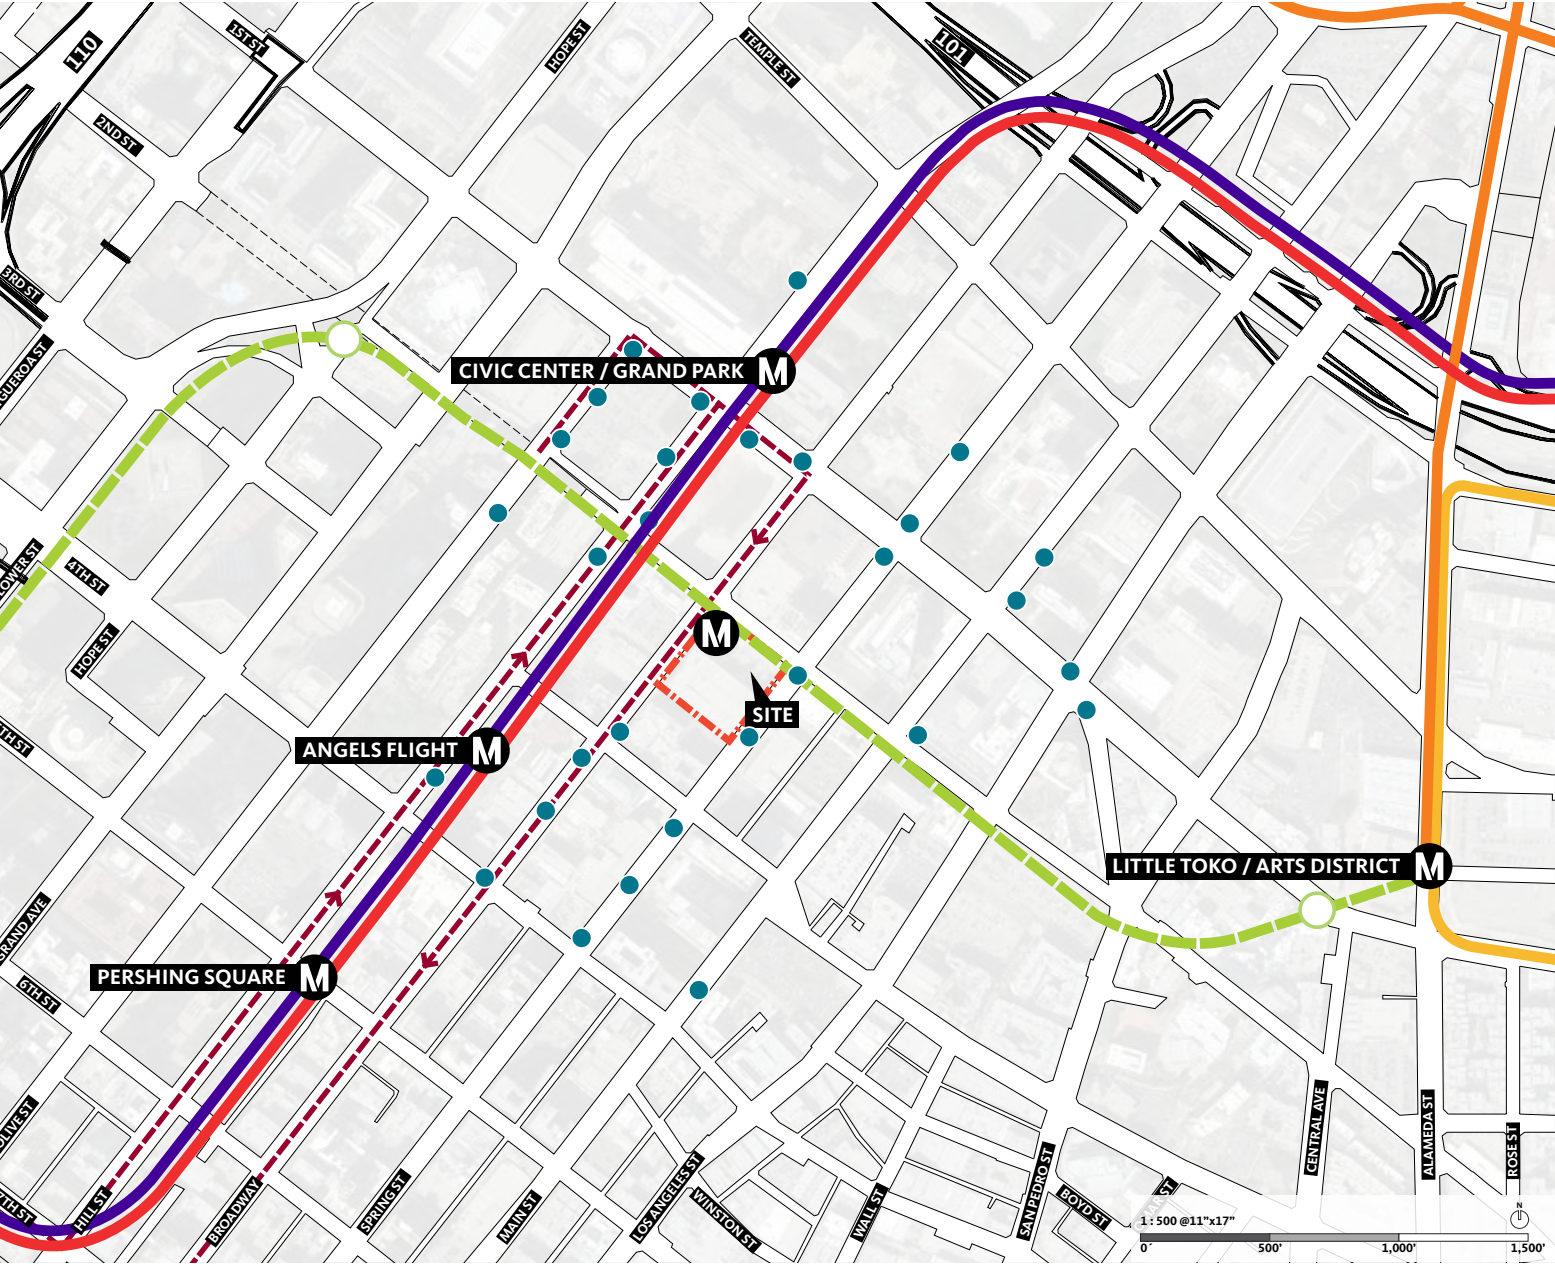 110
1ST ST
HOPE ST
TEMPLE ST
101
2ND ST
3RD ST
GUEROA ST
CIVIC CENTER / GRAND PARK
M
LOWER ST
4TH ST
HOPE ST
M
SITE
TH ST
ANGELS FLIGHT
M
LITTLE TOKO / ARTS DISTRICT
M
GRAND AVE
PERSHING SQUARE
M
6TH ST
OLIVE ST
7TH ST
HILL ST
BROADWAY
SPRING ST
MAIN ST
LOS ANGELES ST
WINSTON ST
WALL ST
SAN PEDRO ST
BOYD ST
ST
CENTRAL AVE
ALAMEDA ST
ROSE ST
N
1 : 500 @11"x17"
0'
500'
1,000'
1,500'